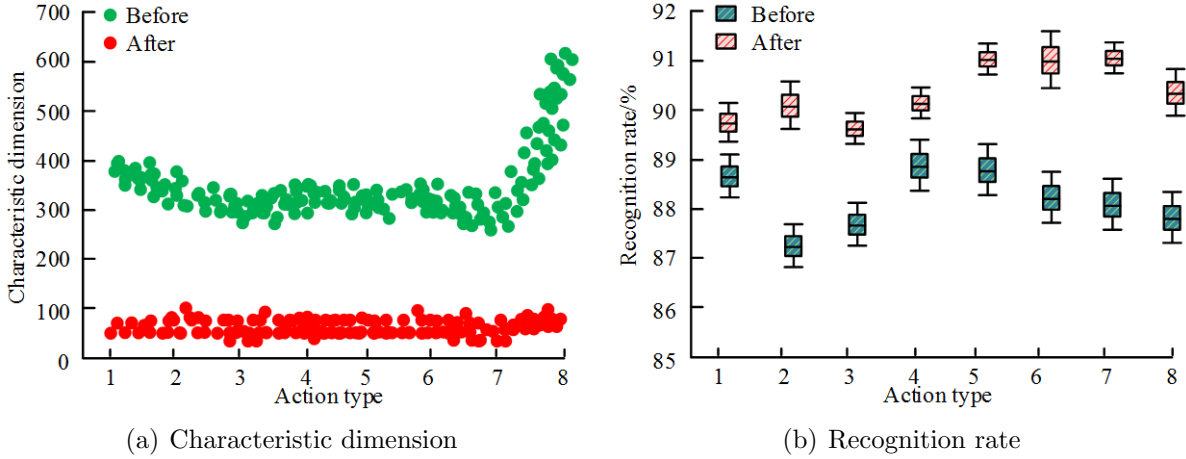 700
600
500
400
300
200
100
0
Characteristic dimension
Before
After
1 2 3 4 5 6 7 8
Action type
(a) Characteristic dimension
92
91
90
89
88
87
86
85
Recognition rate/%
Before
After
1 2 3 4 5 6 7 8
Action type
(b) Recognition rate